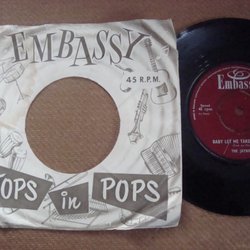 EMBASSY
45 R.P.M.
TOPS in POPS
Embassy
BABY LET ME TAKE